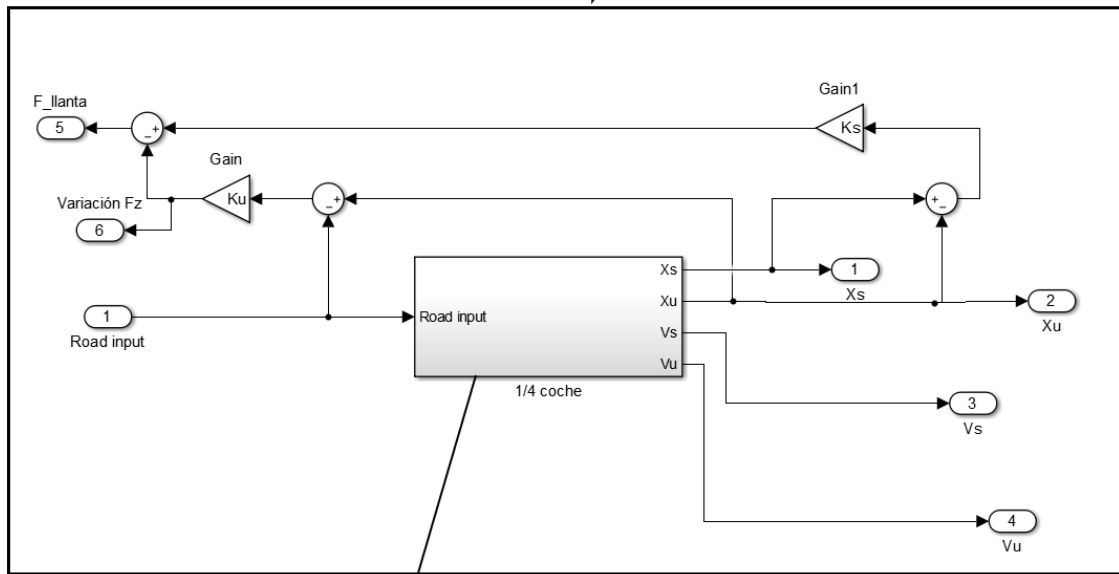 Gain1
F_llanta
5
Ks
Gain
Ku
Variación Fz
6
Xs
1
Xs
Xu
2
Xu
1
Road input
Road input
Vs
Vu
1/4 coche
3
Vs
4
Vu